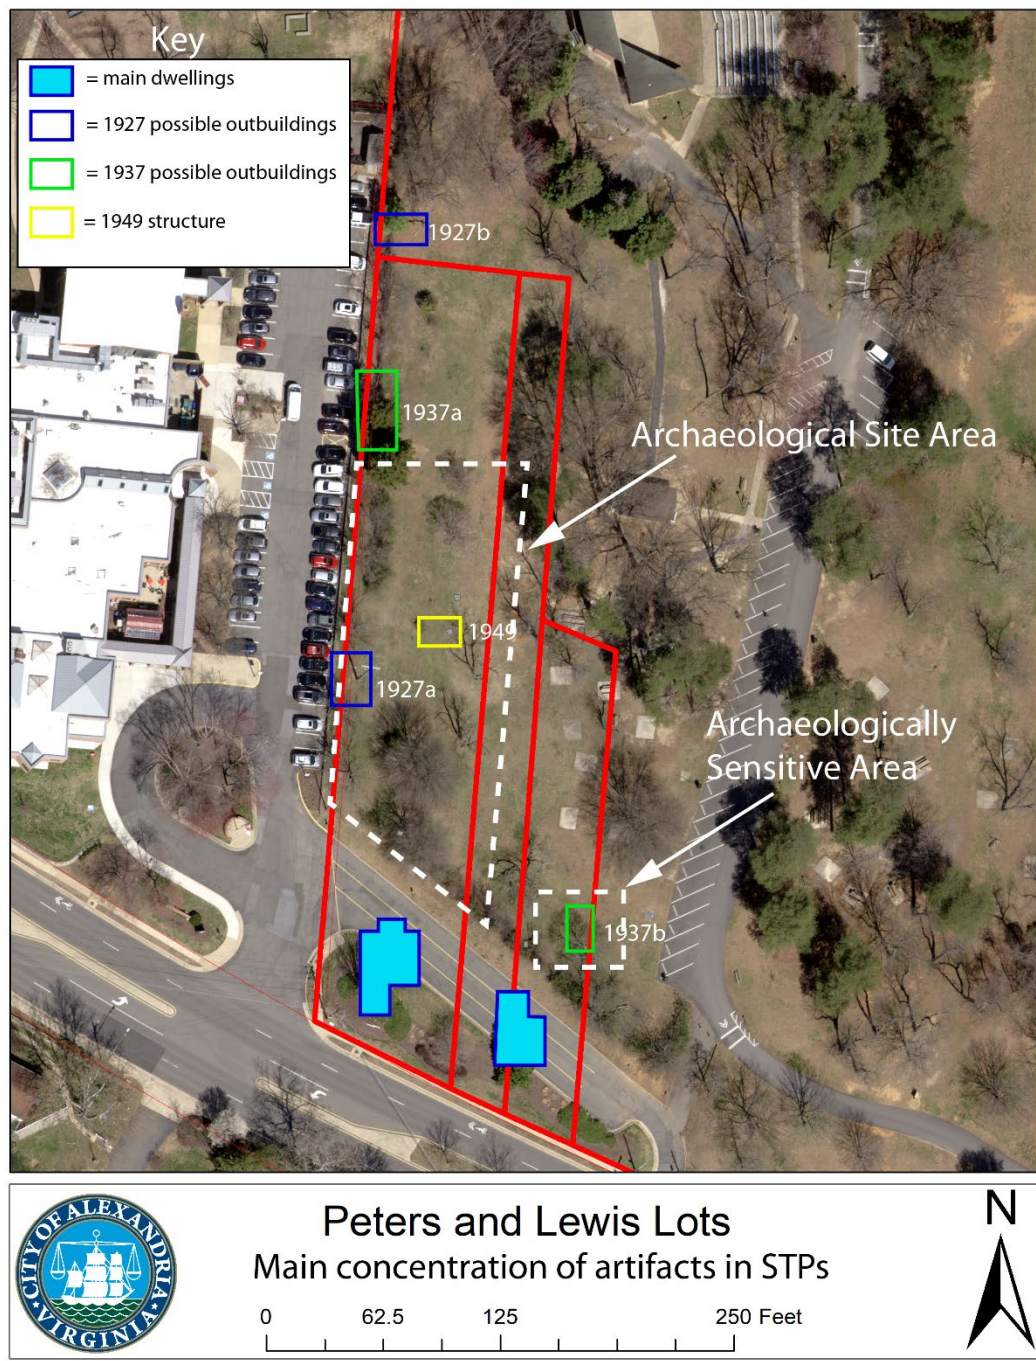 Key
= main dwellings
= 1927 possible outbuildings
= 1937 possible outbuildings
= 1949 structure
1927b
1937a
Archaeological Site Area
1949
1927a
Archaeologically
Sensitive Area
1937b
CITY OF ALEXANDRIA
VIRGINIA
Peters and Lewis Lots
Main concentration of artifacts in STPs
0 62.5 125 250 Feet
N